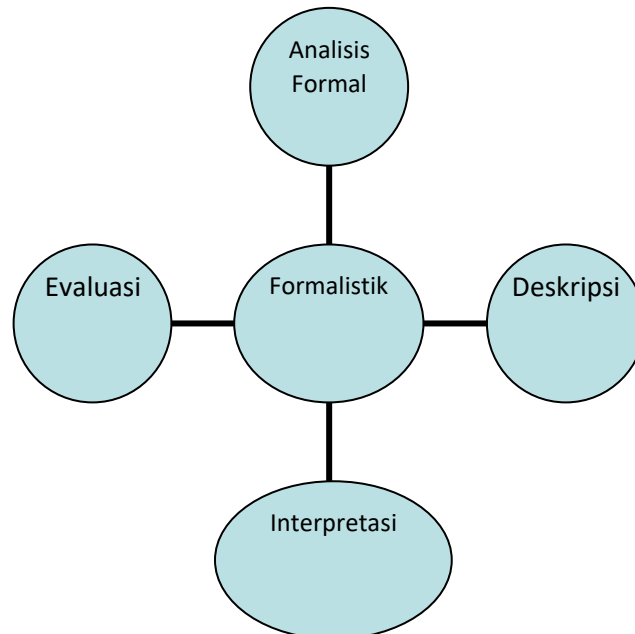 Analisis
Formal
Evaluasi
Formalistik
Deskripsi
Interpretasi